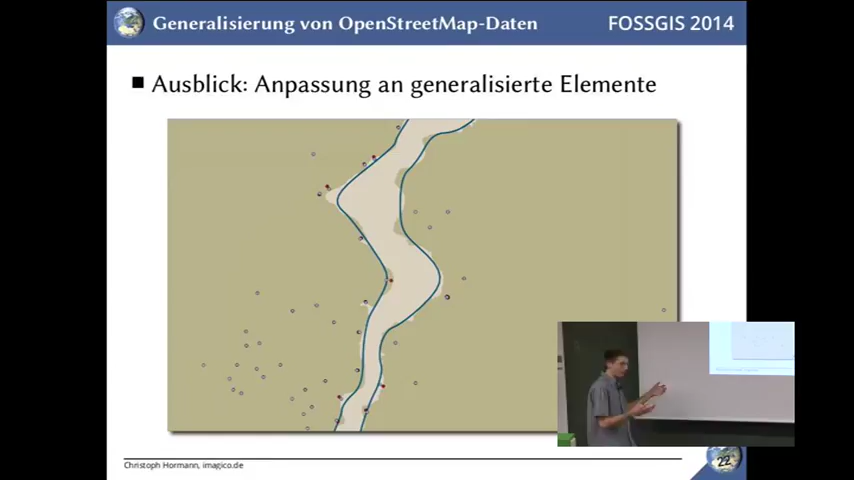 Generalisierung von OpenStreetMap-Daten
FOSSGIS 2014
Ausblick: Anpassung an generalisierte Elemente
Christoph Hormann, imagico.de
22